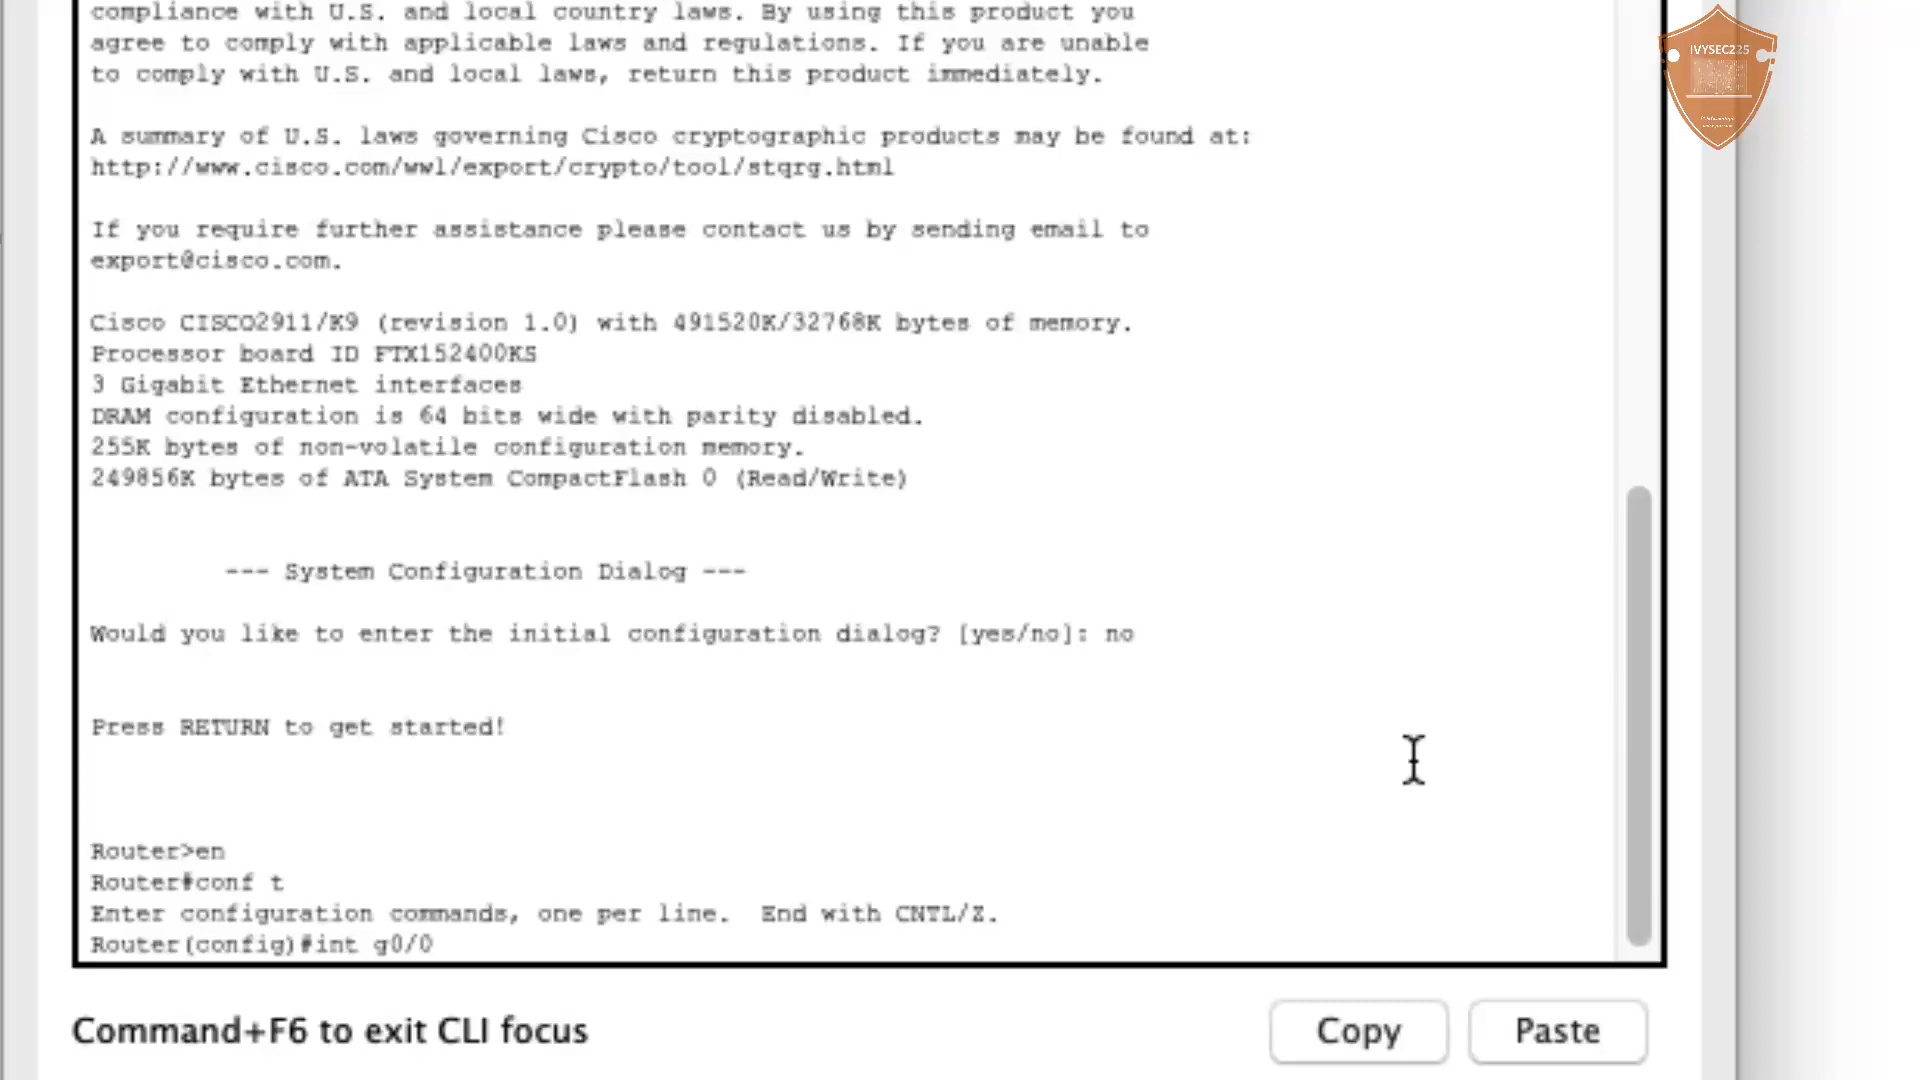 compliance with U.S. and local country laws. By using this product you
agree to comply with applicable laws and regulations. If you are unable
to comply with U.S. and local laws, return this product immediately.
A summary of U.S. laws governing Cisco cryptographic products may be found at:
http://www.cisco.com/wwl/export/crypto/tool/stqrg.html
If you require further assistance please contact us by sending email to
export@cisco.com.
Cisco CISCO2911/K9 (revision 1.0) with 491520K/32768K bytes of memory.
Processor board ID FTX152400KS
3 Gigabit Ethernet interfaces
DRAM configuration is 64 bits wide with parity disabled.
255K bytes of non-volatile configuration memory.
249856K bytes of ATA System CompactFlash 0 (Read/Write)
--- System Configuration Dialog ---
Would you like to enter the initial configuration dialog? [yes/no]: no
Press RETURN to get started!
Router>en
Router#conf t
Enter configuration commands, one per line.  End with CNTL/Z.
Router(config)#int g0/0
Command+F6 to exit CLI focus
Copy
Paste
IVYSEC225